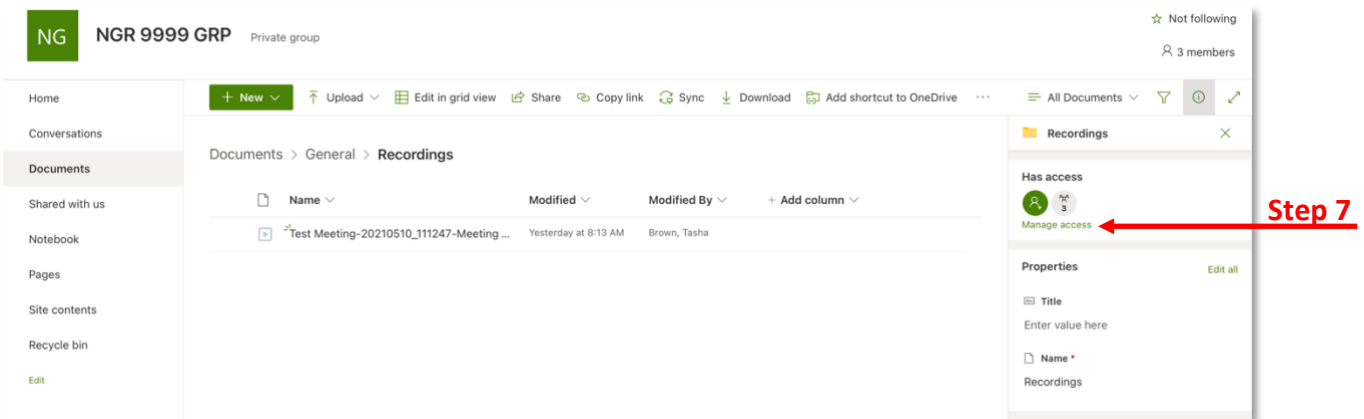 NG NGR 9999 GRP Private group
Not following
3 members
Home
Conversations
Documents
Shared with us
Notebook
Pages
Site contents
Recycle bin
Edit
+ New Upload Edit in grid view Share Copy link Sync Download Add shortcut to OneDrive ··· All Documents
Documents > General > Recordings
Name Modified Modified By + Add column
Test Meeting-20210510_111247-Meeting ... Yesterday at 8:13 AM Brown, Tasha
Recordings
Has access
3
Manage access
Step 7
Properties Edit all
Title
Enter value here
Name *
Recordings